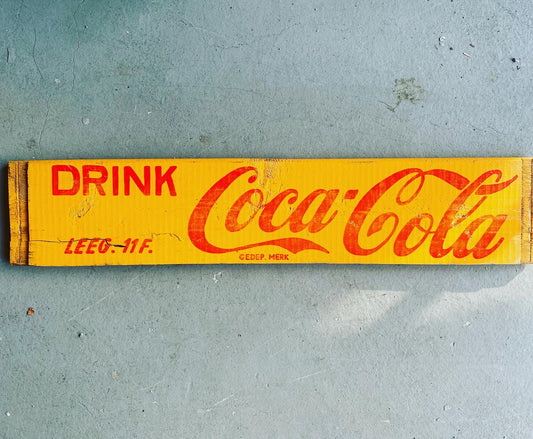 DRINK Coca-Cola
LEEG. 11 F.
GEDEP. MERK